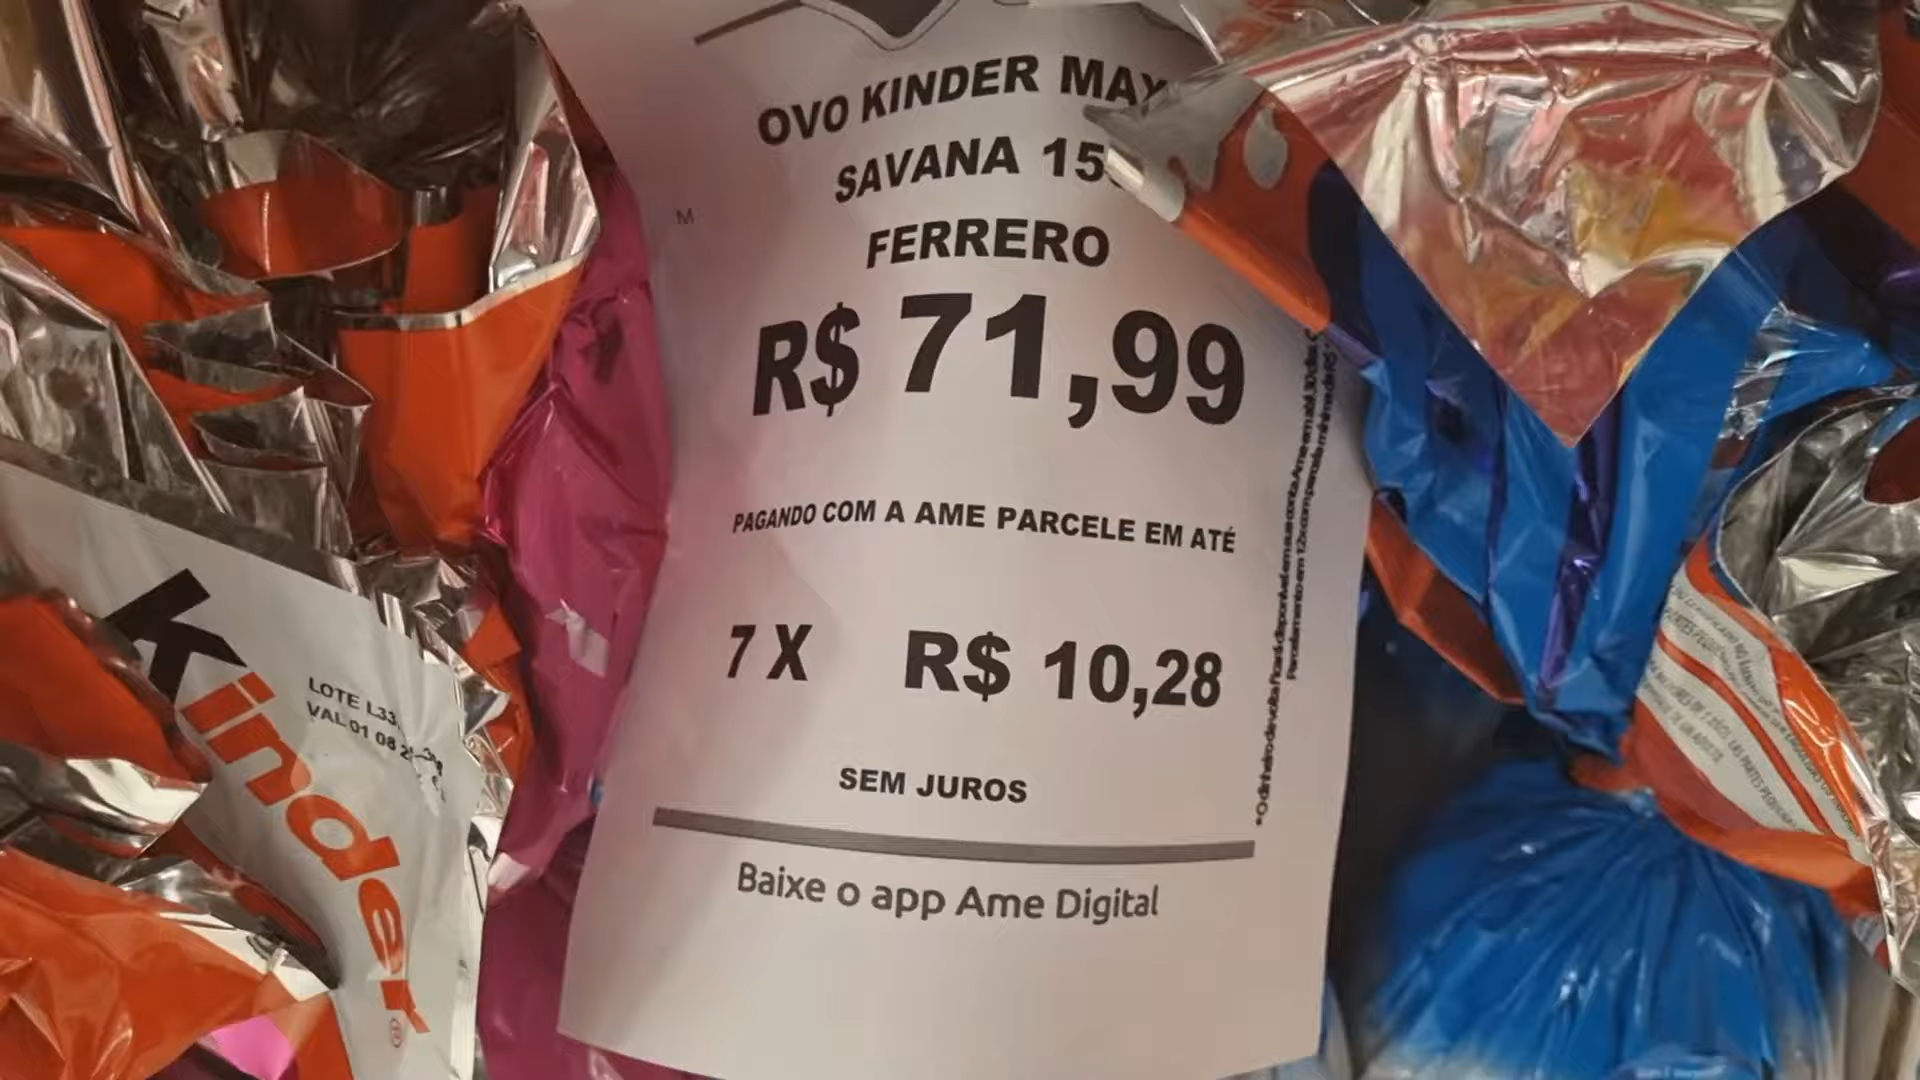 OVO KINDER MAX
SAVANA 15
FERRERO
M
R$ 71,99
PAGANDO COM A AME PARCELE EM ATÉ
7 X R$ 10,28
SEM JUROS
Baixe o app Ame Digital
Kinder
LOTE L33
VAL 01 08